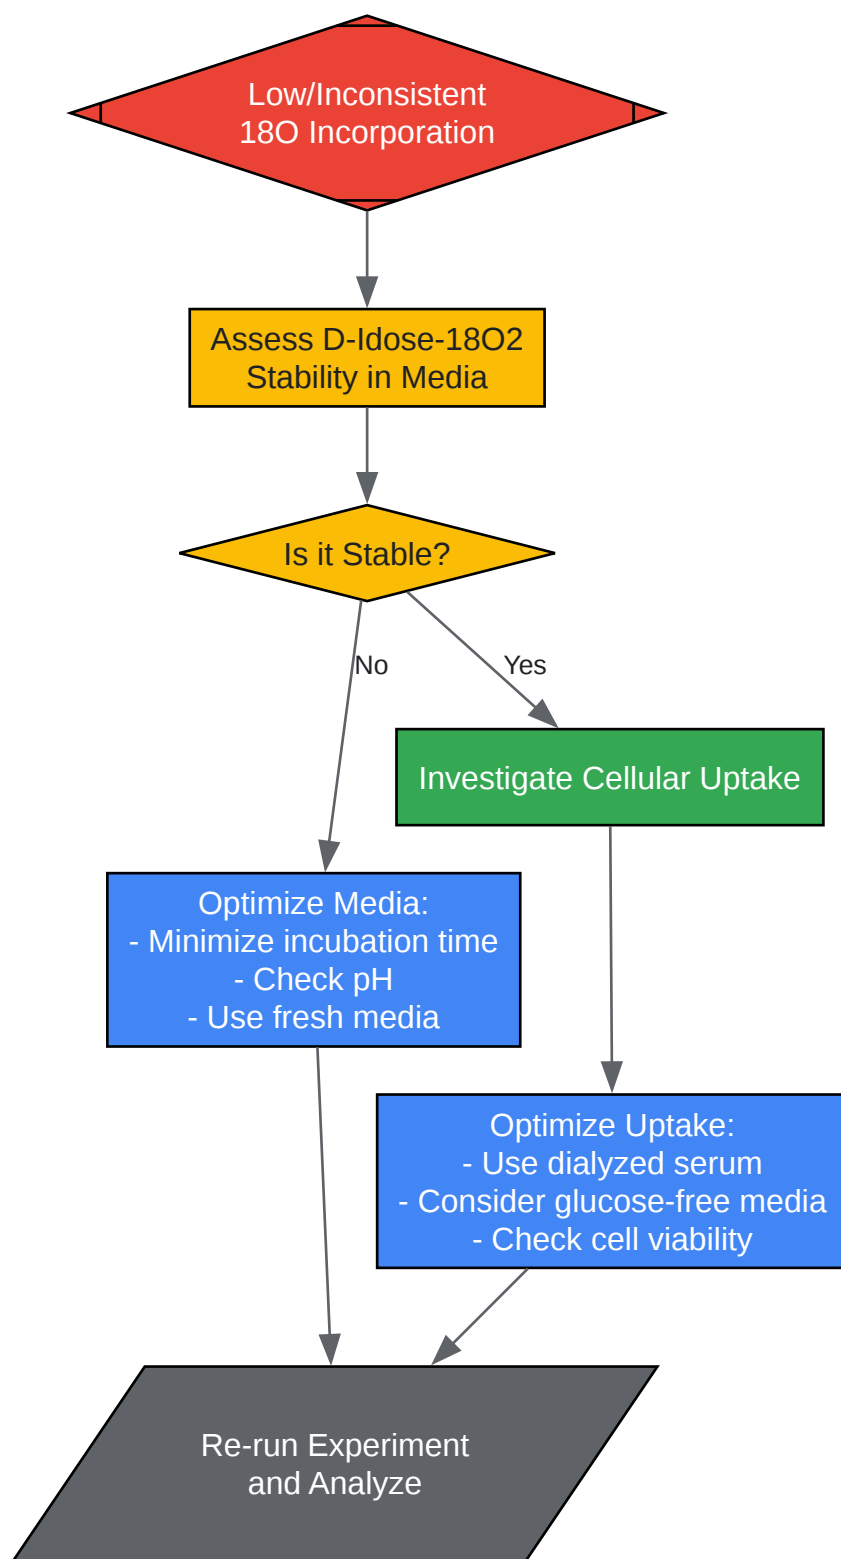 Low/Inconsistent
18O Incorporation
Assess D-Idose-18O2
Stability in Media
Is it Stable?
No
Yes
Investigate Cellular Uptake
Optimize Media:
- Minimize incubation time
- Check pH
- Use fresh media
Optimize Uptake:
- Use dialyzed serum
- Consider glucose-free media
- Check cell viability
Re-run Experiment
and Analyze